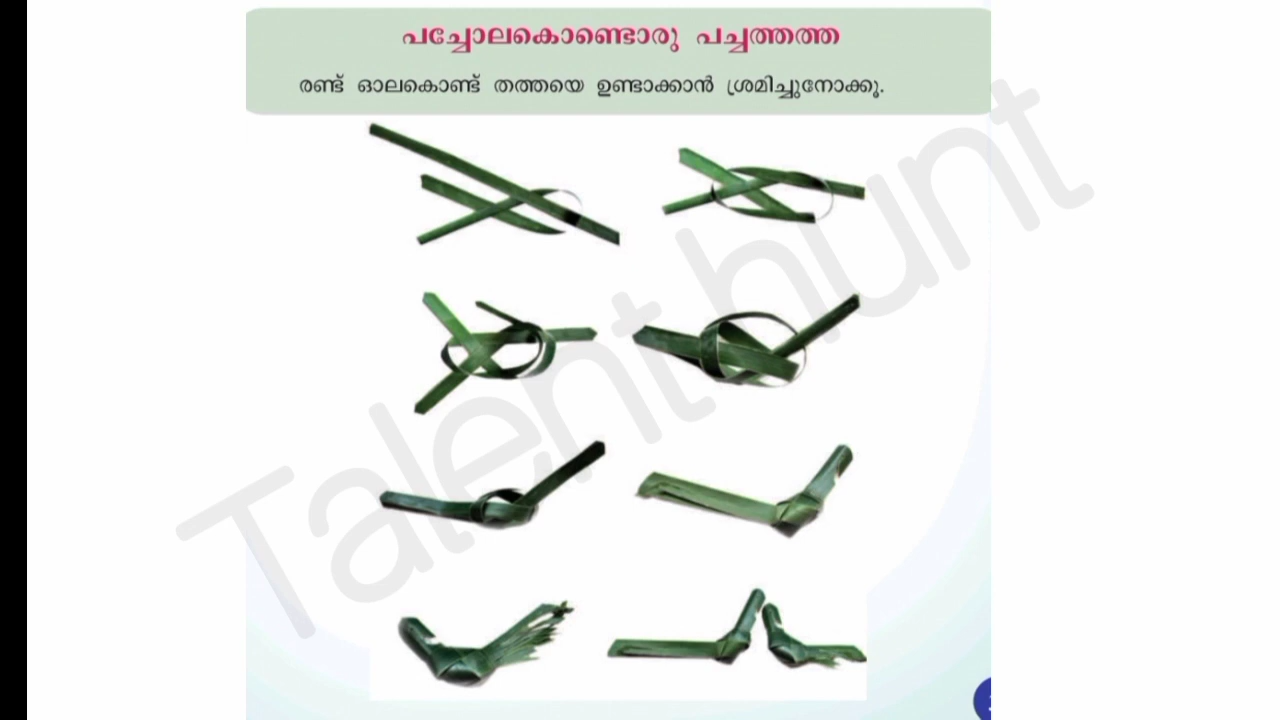 പച്ചോലകൊണ്ടൊരു പച്ചത്തത്ത
രണ്ട് ഓലകൊണ്ട് തത്തയെ ഉണ്ടാക്കാൻ ശ്രമിച്ചുനോക്കൂ.
Talent hunt